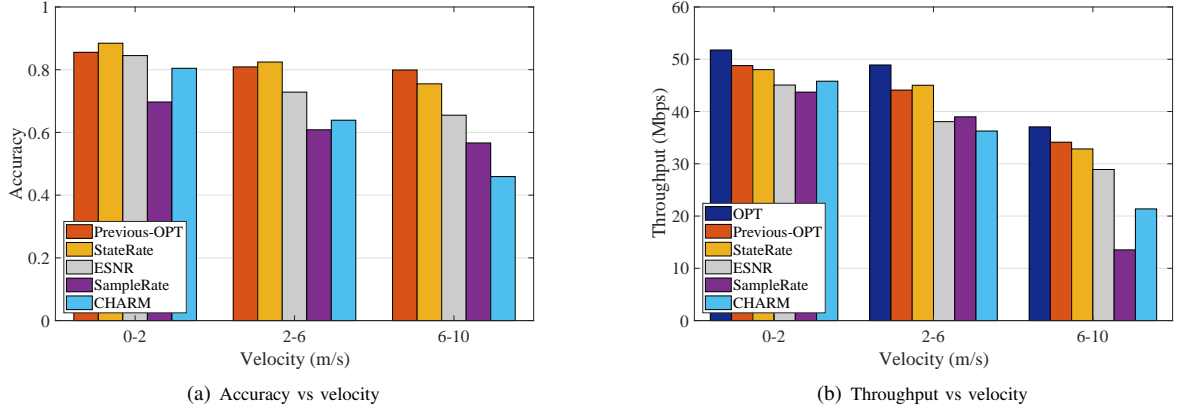 1
0.8
0.6
0.4
0.2
0
Accuracy
Previous-OPT
StateRate
ESNR
SampleRate
CHARM
0-2
2-6
6-10
Velocity (m/s)
(a) Accuracy vs velocity
60
50
40
30
20
10
0
Throughput (Mbps)
OPT
Previous-OPT
StateRate
ESNR
SampleRate
CHARM
0-2
2-6
6-10
Velocity (m/s)
(b) Throughput vs velocity